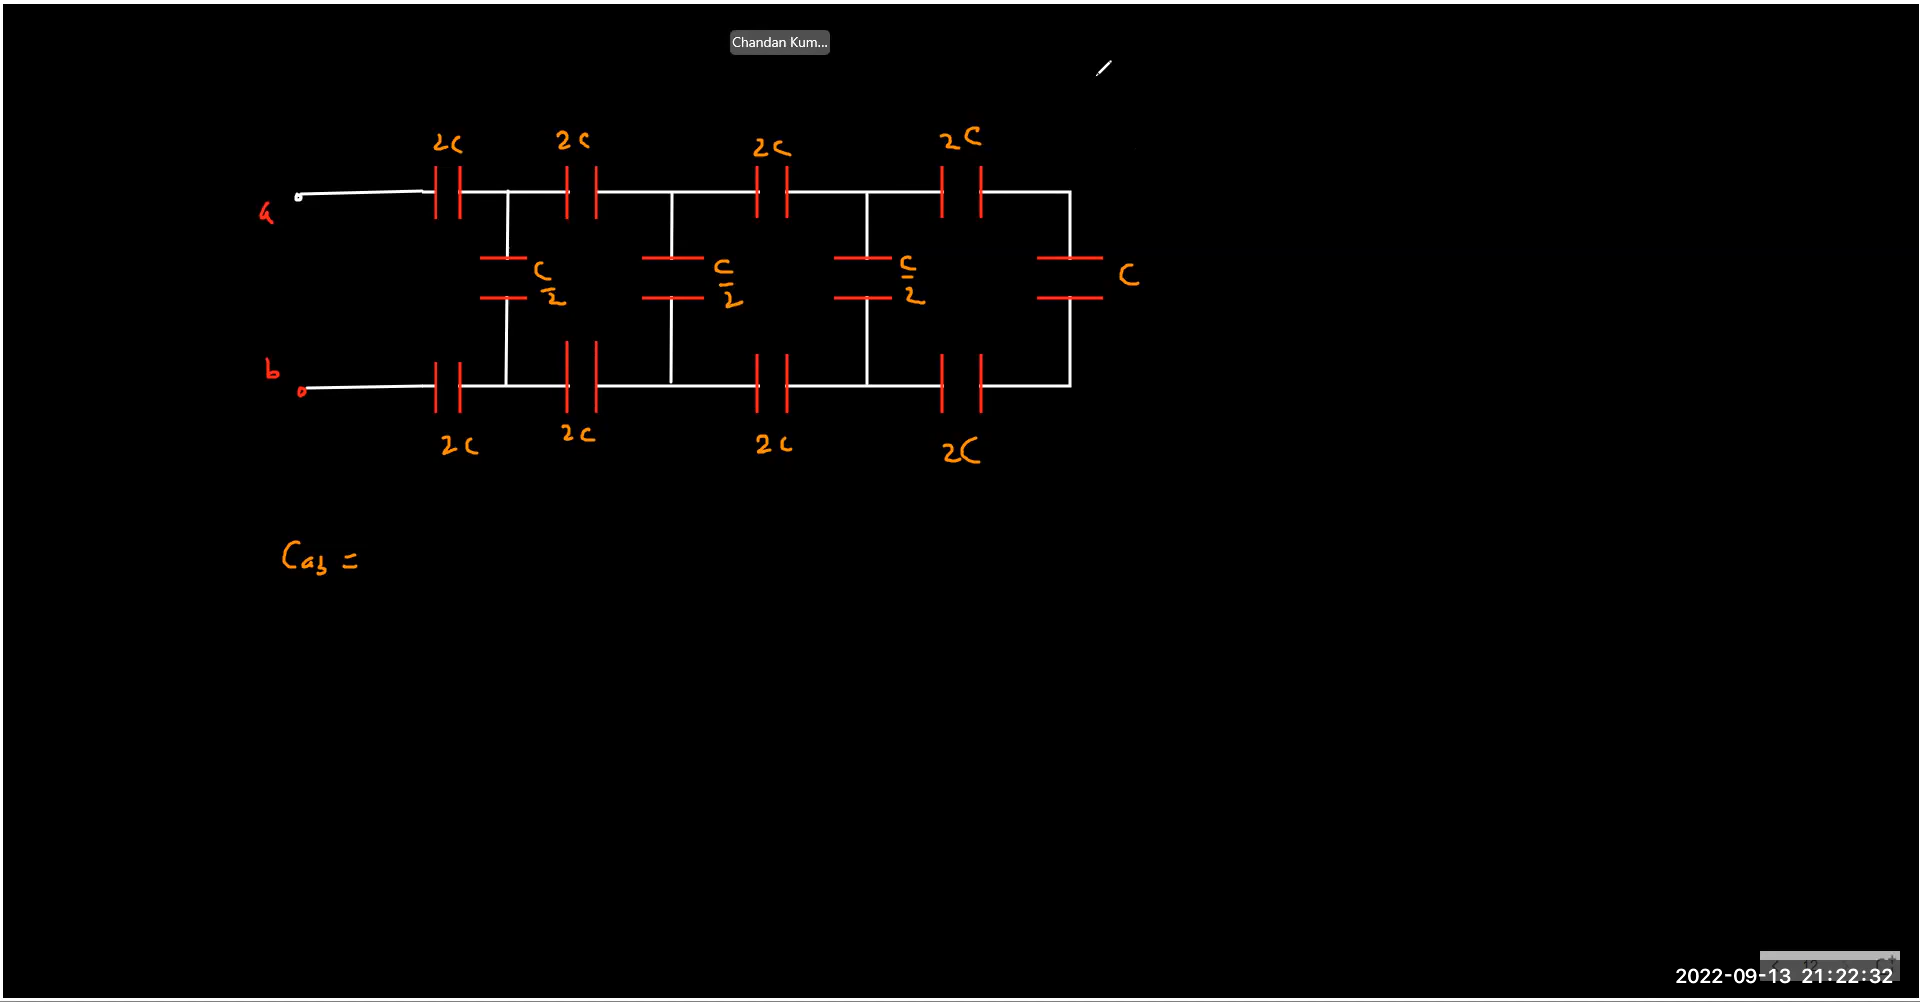 Chandan Kum...
2C 2C 2C 2C
a
C/2 C/2 C/2 C
b
2C 2C 2C 2C
Cab =
2022-09-13 21:22:32